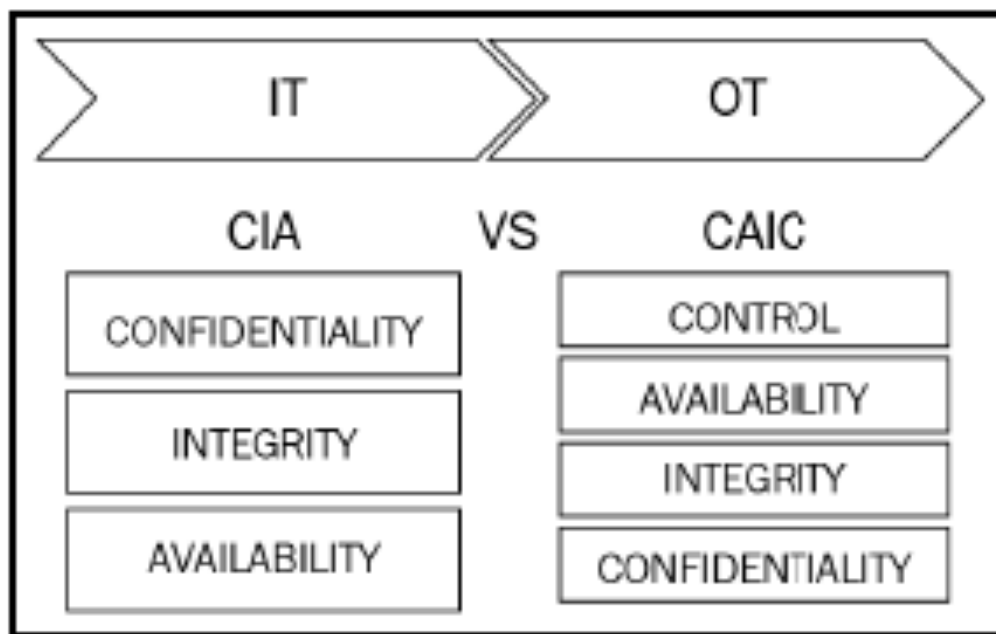 IT OT
CIA VS CAIC
CONFIDENTIALITY
INTEGRITY
AVAILABILITY
CONTROL
AVAILABILITY
INTEGRITY
CONFIDENTIALITY